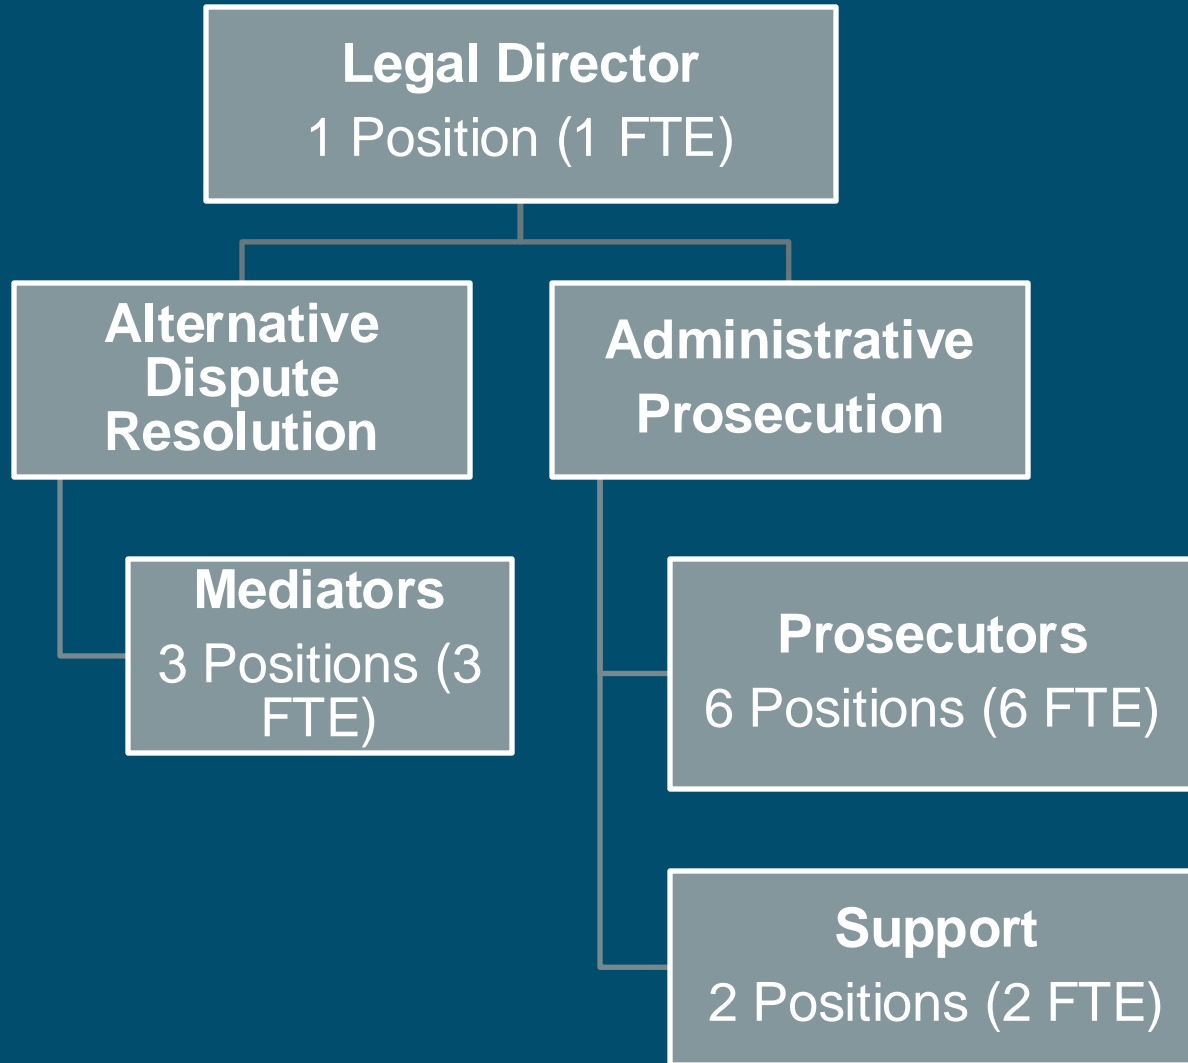 Legal Director
1 Position (1 FTE)
Alternative
Dispute
Resolution
Administrative
Prosecution
Mediators
3 Positions (3
FTE)
Prosecutors
6 Positions (6 FTE)
Support
2 Positions (2 FTE)